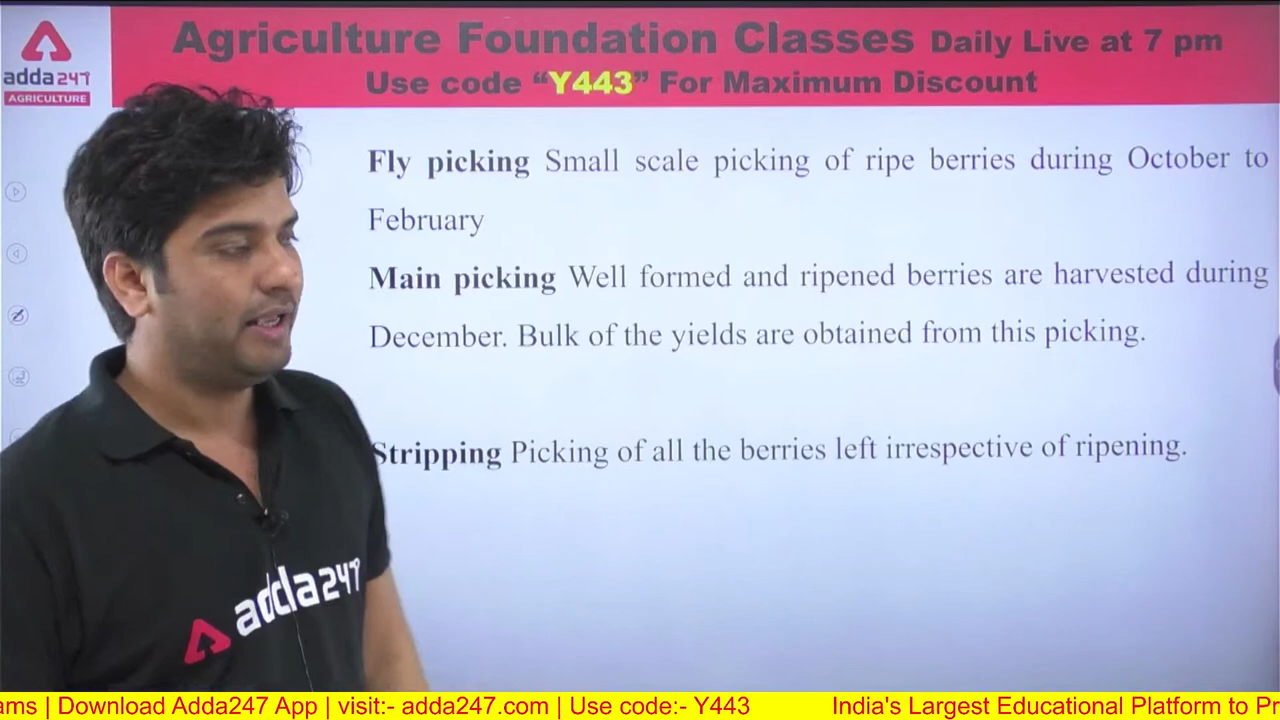 Agriculture Foundation Classes Daily Live at 7 pm
Use code “Y443” For Maximum Discount
adda247
AGRICULTURE
Fly picking Small scale picking of ripe berries during October to
February
Main picking Well formed and ripened berries are harvested during
December. Bulk of the yields are obtained from this picking.
Stripping Picking of all the berries left irrespective of ripening.
adda247
| Download Adda247 App | visit:- adda247.com | Use code:- Y443 India's Largest Educational Platform to